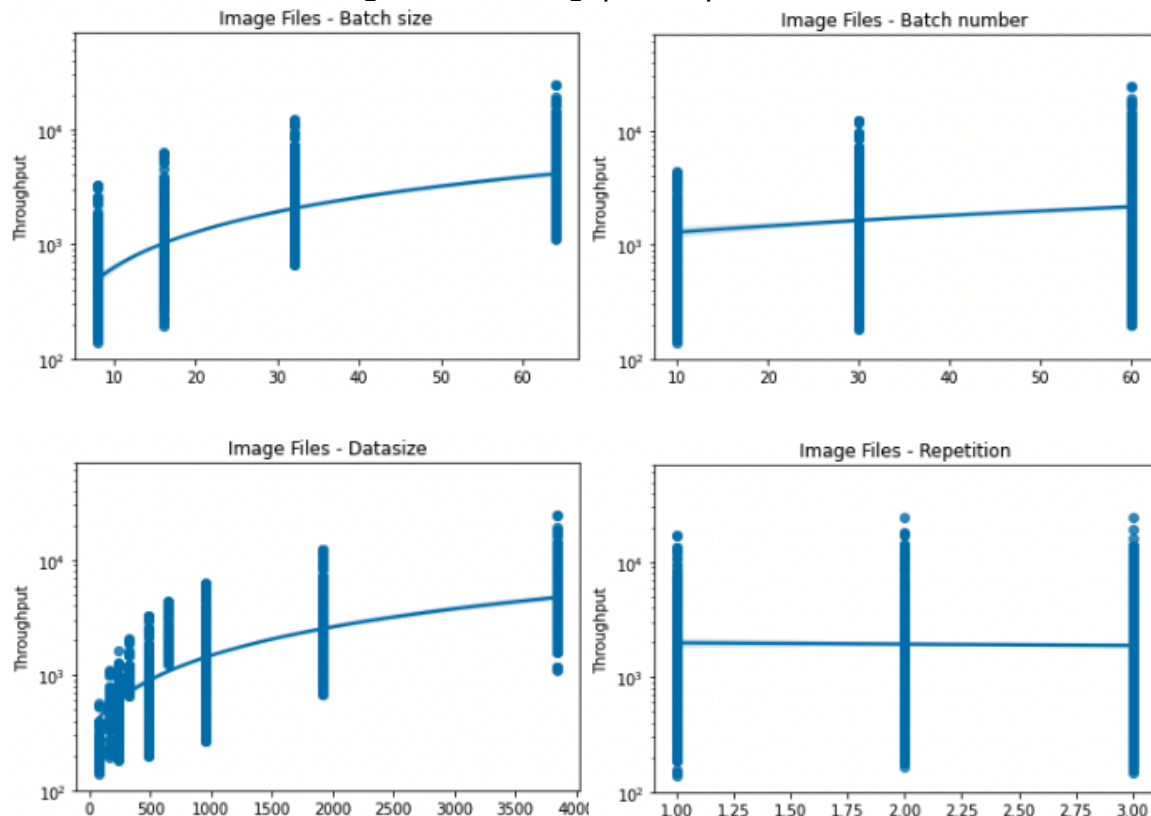 Image Files - Batch size
Throughput
10⁴
10³
10²
10 20 30 40 50 60
Image Files - Batch number
Throughput
10⁴
10³
10²
10 20 30 40 50 60
Image Files - Datasize
Throughput
10⁴
10³
10²
0 500 1000 1500 2000 2500 3000 3500
Image Files - Repetition
Throughput
10⁴
10³
10²
1.00 1.25 1.50 1.75 2.00 2.25 2.50 2.75 3.00